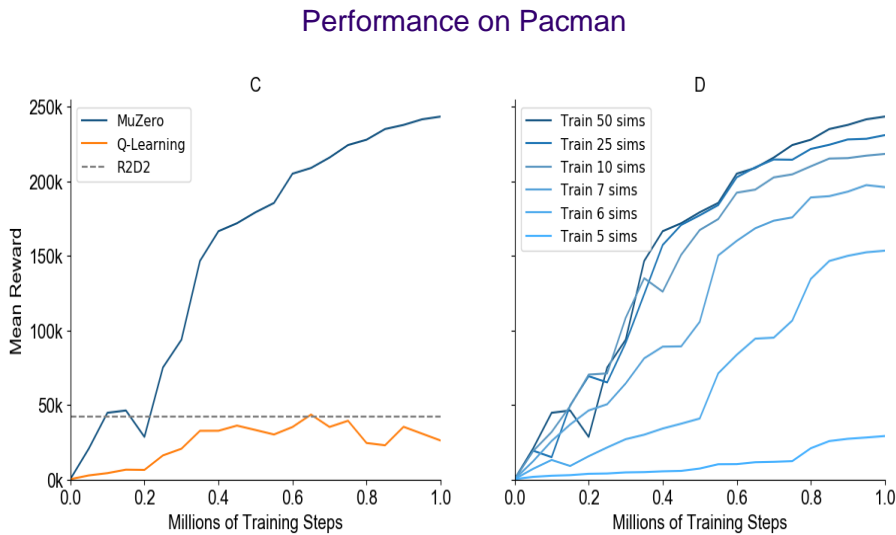 Performance on Pacman
C
250k
200k
150k
100k
50k
0k
Mean Reward
MuZero
Q-Learning
R2D2
0.0 0.2 0.4 0.6 0.8 1.0
Millions of Training Steps
D
Train 50 sims
Train 25 sims
Train 10 sims
Train 7 sims
Train 6 sims
Train 5 sims
0.0 0.2 0.4 0.6 0.8 1.0
Millions of Training Steps